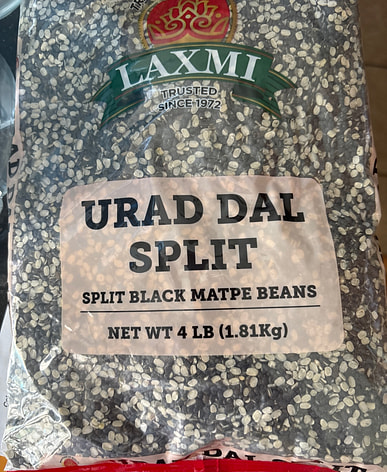 LAXMI
TRUSTED
SINCE 1972
URAD DAL
SPLIT
SPLIT BLACK MATPE BEANS
NET WT 4 LB (1.81Kg)